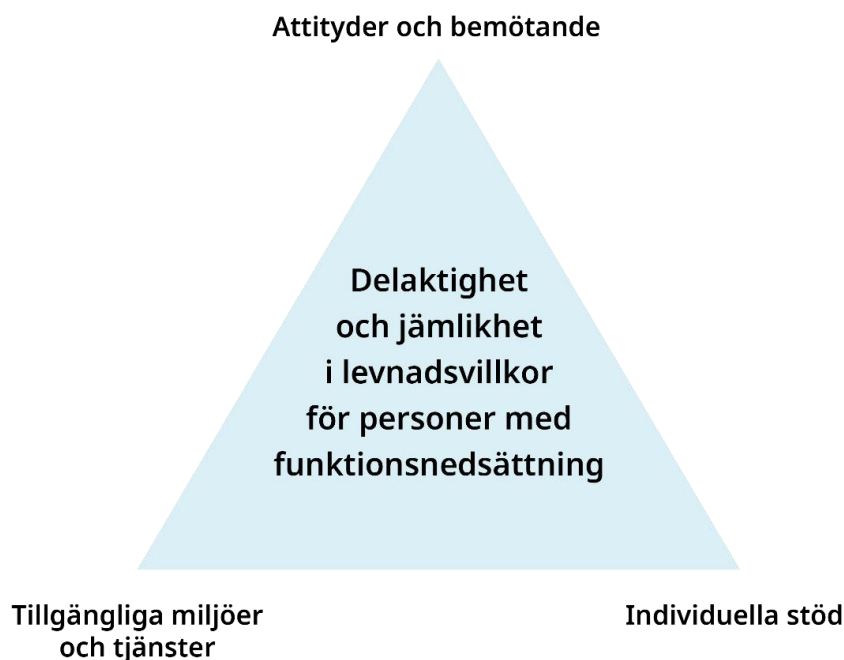 Attityder och bemötande
Delaktighet
och jämlikhet
i levnadsvillkor
för personer med
funktionsnedsättning
Tillgängliga miljöer
och tjänster
Individuella stöd